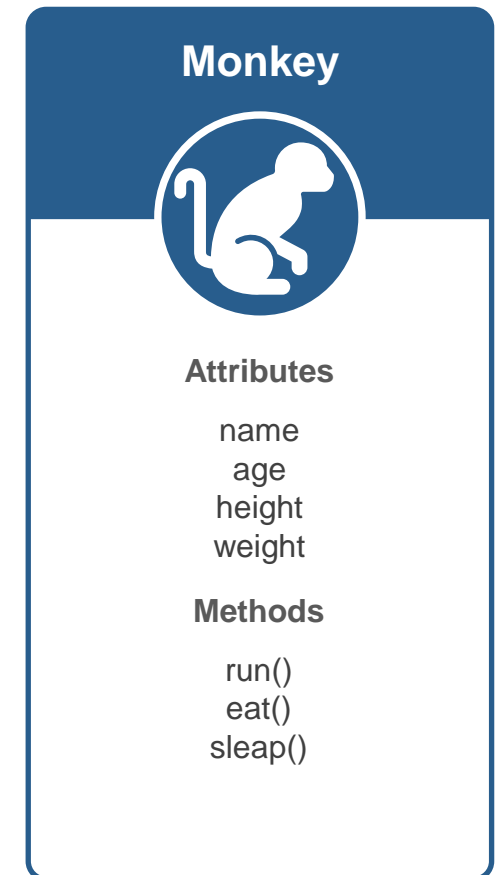 Monkey
Attributes
name
age
height
weight
Methods
run()
eat()
sleap()